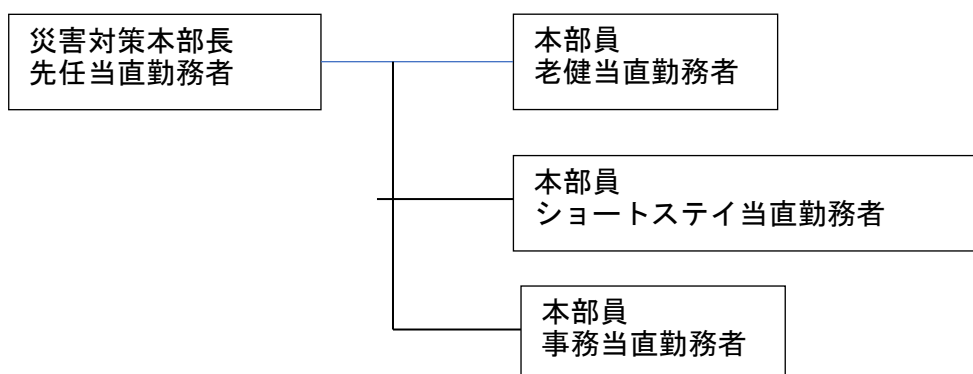 災害対策本部長
先任当直勤務者
本部員
老健当直勤務者
本部員
ショートステイ当直勤務者
本部員
事務当直勤務者